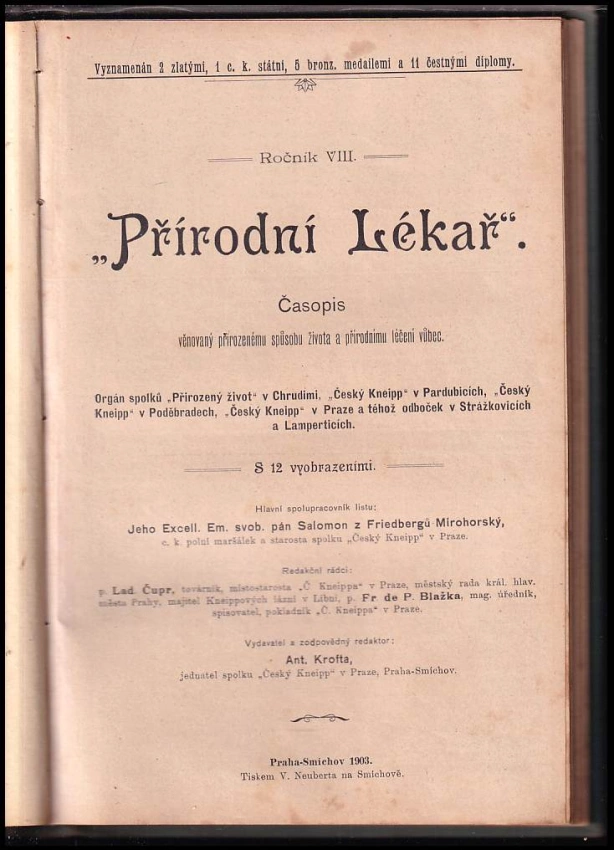 Vyznamenán 2 zlatými, 1 c. k. státní, 5 bronz. medailemi a 11 čestnými diplomy.
Ročník VIII.
„Přírodní Lékař“.
Časopis
věnovaný přirozenému spůsobu života a přírodnímu léčení vůbec.
Orgán spolků „Přirozený život“ v Chrudimi, „Český Kneipp“ v Pardubicích, „Český
Kneipp“ v Poděbradech, „Český Kneipp“ v Praze a téhož odboček v Strážkovicích
a Lamperticích.
S 12 vyobrazeními.
Hlavní spolupracovník listu:
Jeho Excell. Em. svob. pán Salomon z Friedbergů Mirohorský,
c. k. polní maršálek a starosta spolku „Český Kneipp“ v Praze.
Redakční rádci:
p. Lad. Čupr, továrník, místostarosta „Č. Kneippa“ v Praze, městský rada král. hlav.
města Prahy, majitel Kneippových lázní v Libni, p. Fr. de P. Blažka, mag. úředník,
spisovatel, pokladník „Č. Kneippa“ v Praze.
Vydavatel a zodpovědný redaktor:
Ant. Krofta,
jednatel spolku „Český Kneipp“ v Praze, Praha-Smíchov.
Praha-Smíchov 1903.
Tiskem V. Neuberta na Smíchově.